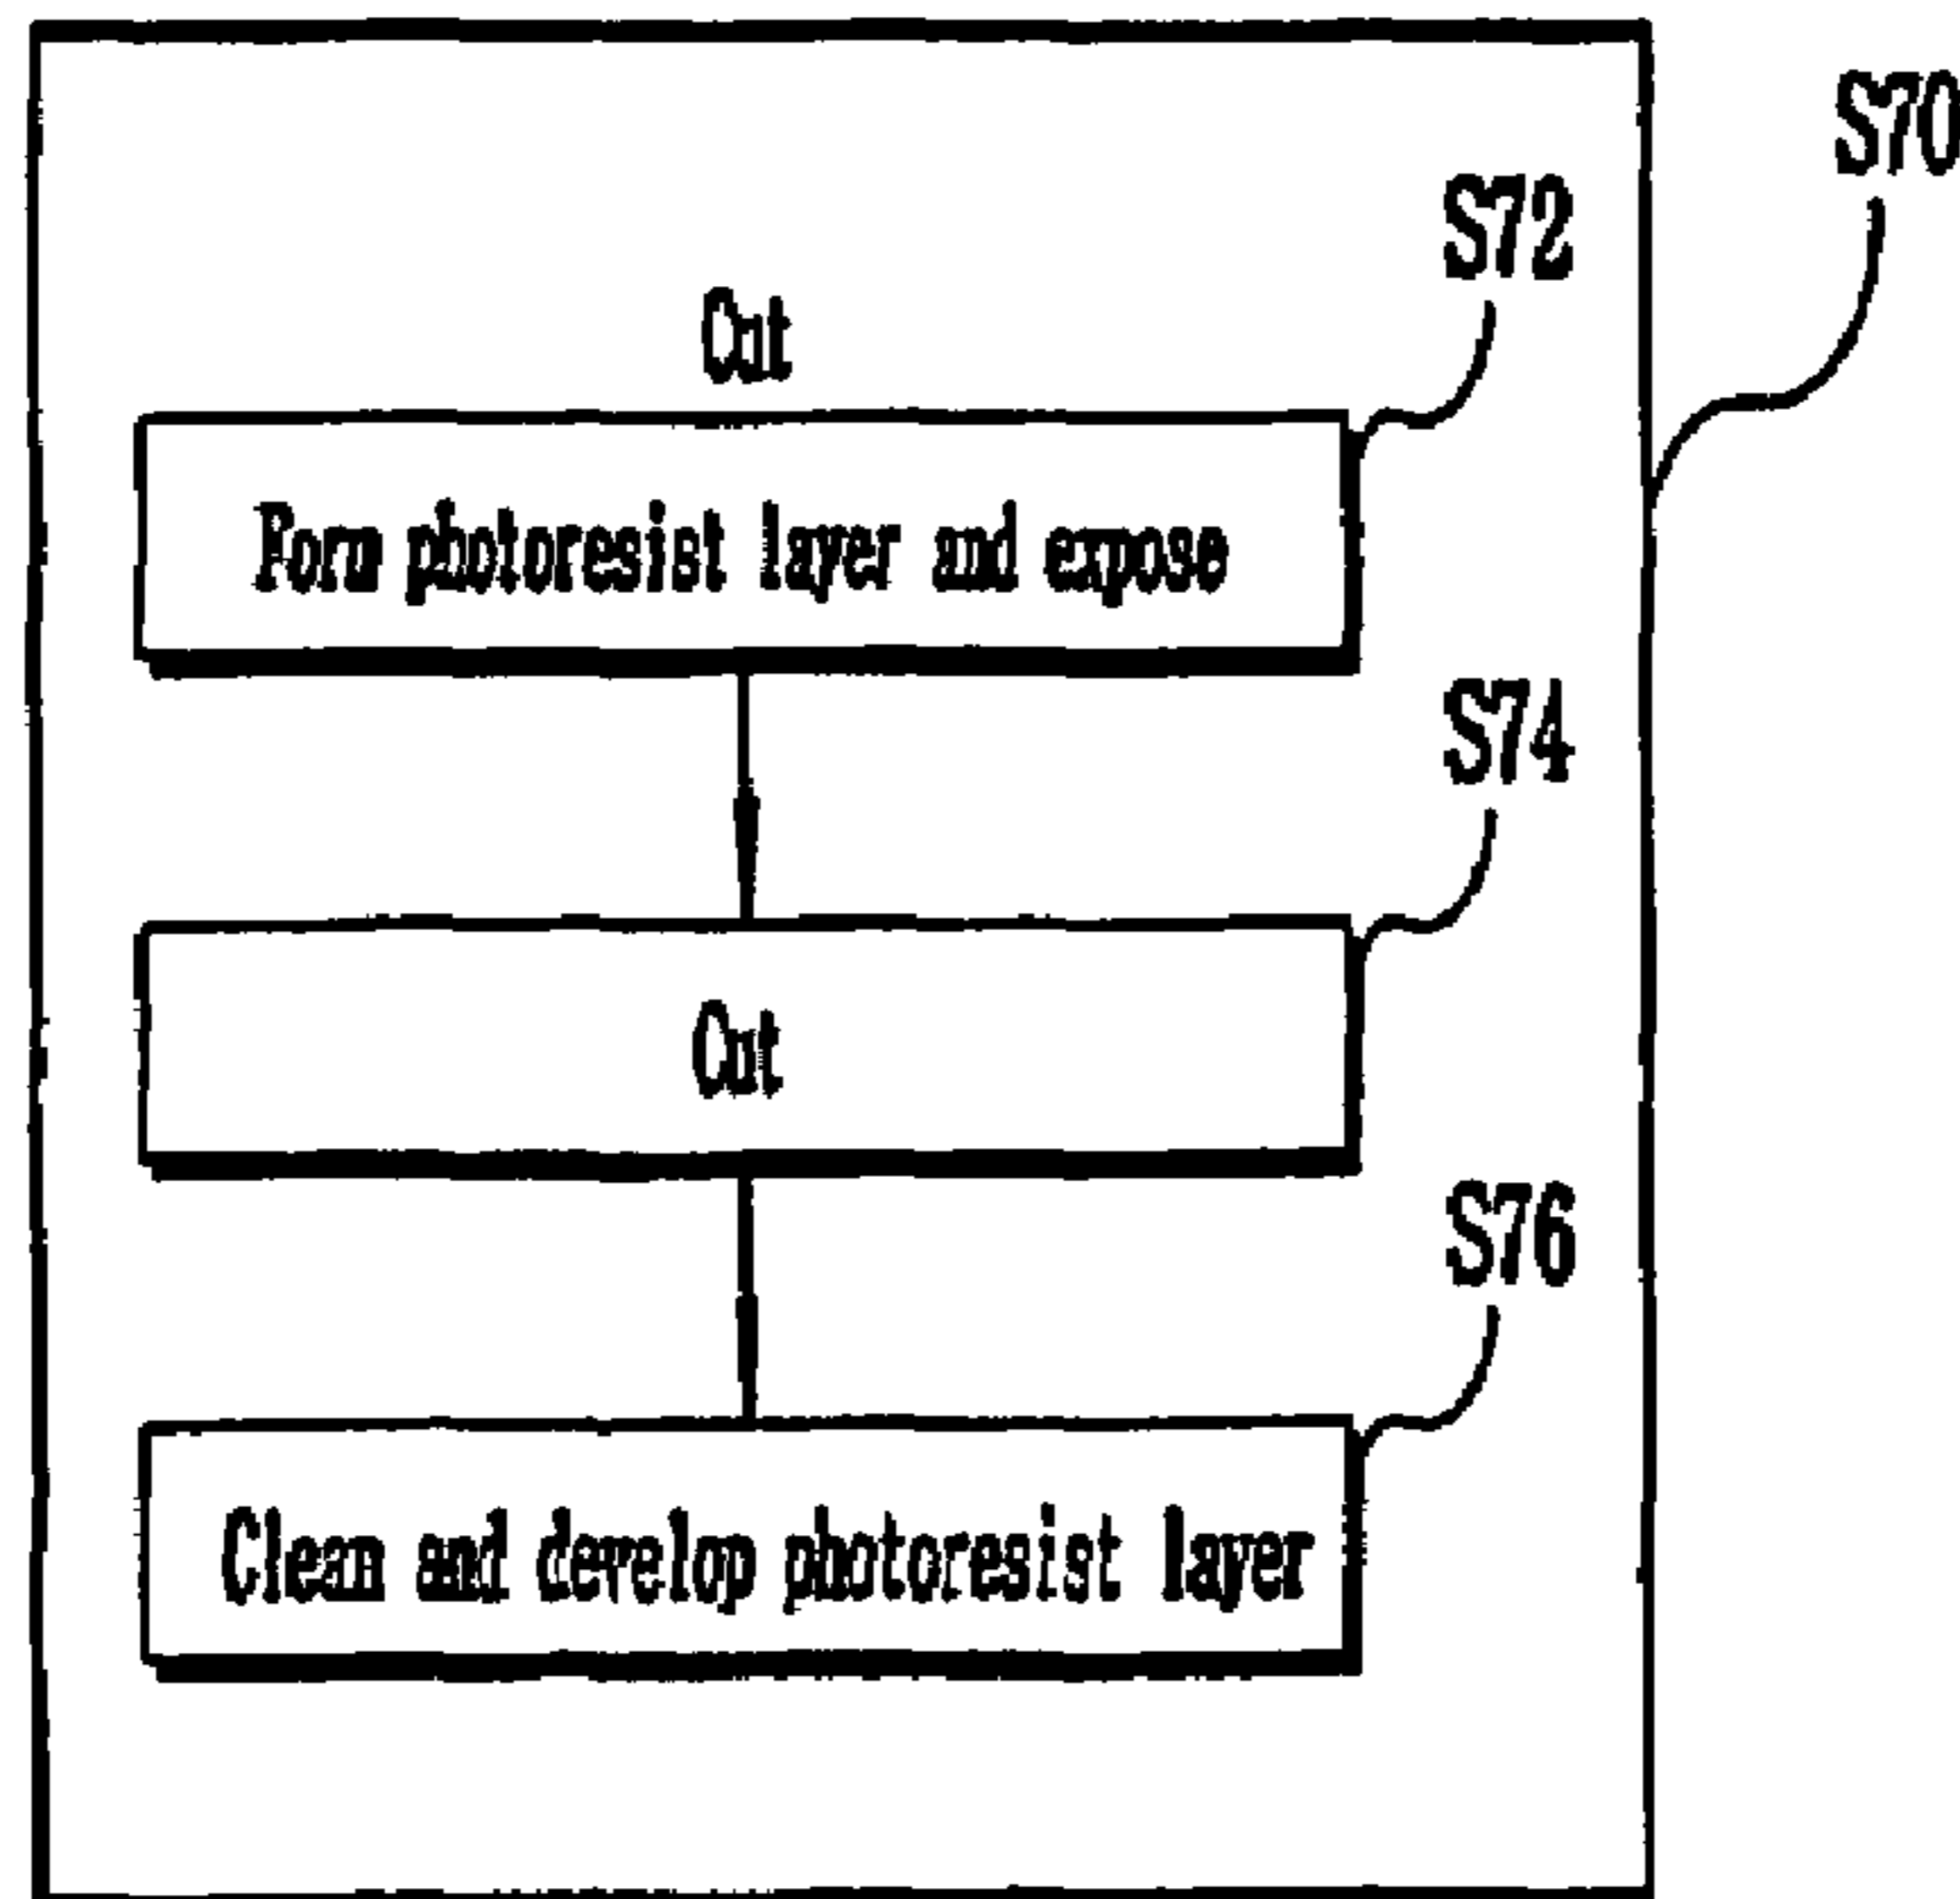 S70
S72
Cut
Form photoresist layer and expose
S74
Cut
S76
Clean and develop photoresist layer